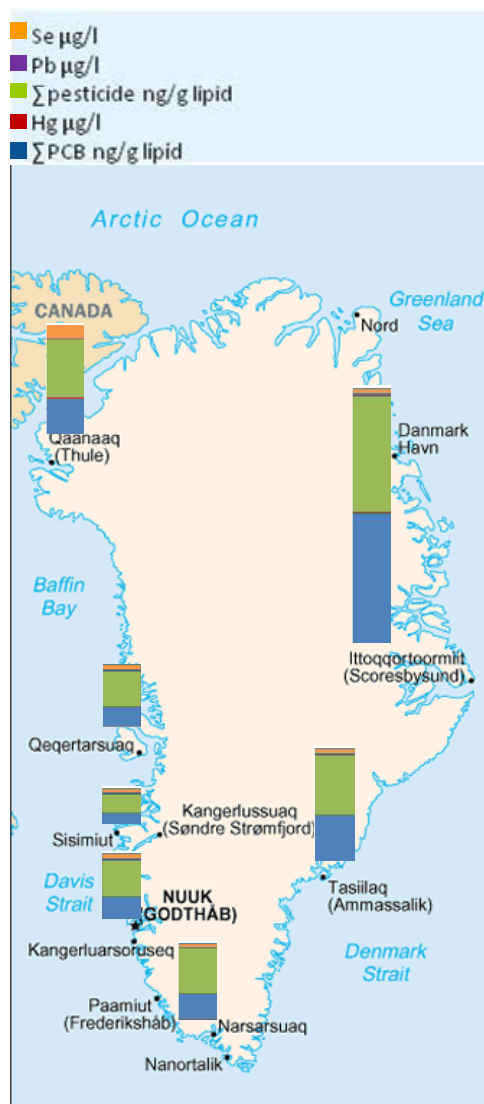 Se µg/l
Pb µg/l
∑pesticide ng/g lipid
Hg µg/l
∑PCB ng/g lipid
Arctic Ocean
Greenland
Sea
CANADA
Nord
Qaanaaq
(Thule)
Danmark
Havn
Baffin
Bay
Ittoqqortoormiit
(Scoresbysund)
Qeqertarsuaq
Kangerlussuaq
(Søndre Strømfjord)
Sisimiut
Davis
Strait
NUUK
(GODTHÅB)
Tasiilaq
(Ammassalik)
Kangerluarsoruseq
Denmark
Strait
Paamiut
(Frederikshåb)
Narsarsuaq
Nanortalik